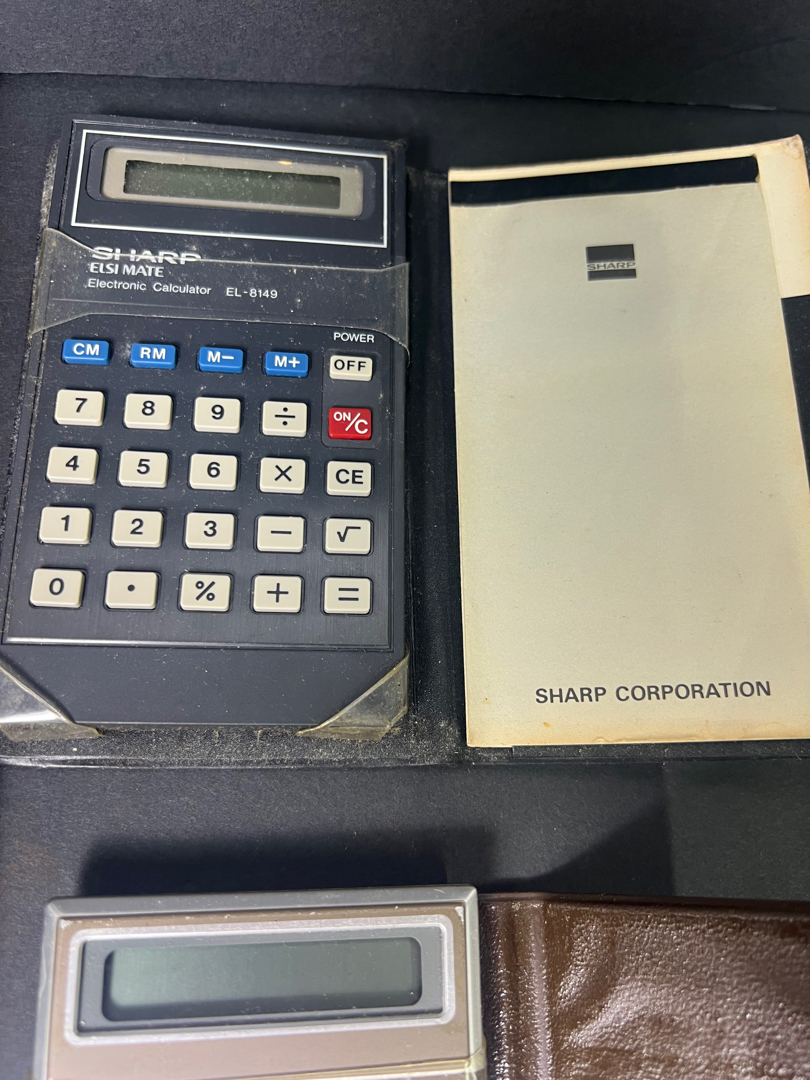 SHARP
ELSI MATE
Electronic Calculator EL-8149
POWER
CM RM M− M+ OFF
7 8 9 ÷ ON/C
4 5 6 × CE
1 2 3 − √
0 • % + =
SHARP
SHARP CORPORATION